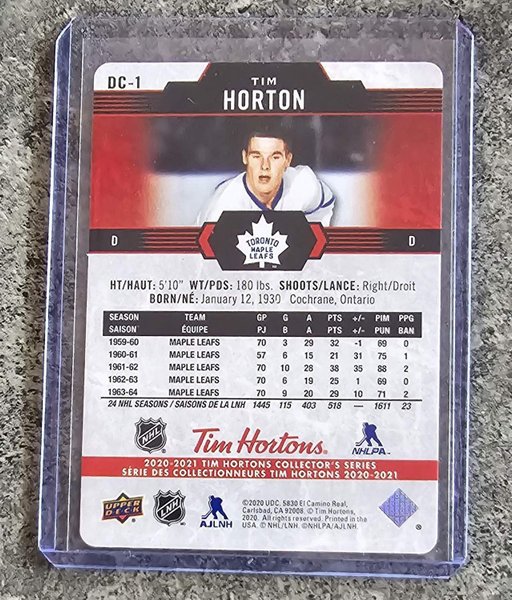 DC-1
TIM
HORTON
D
TORONTO
MAPLE
LEAFS
D
HT/HAUT: 5'10" WT/PDS: 180 lbs. SHOOTS/LANCE: Right/Droit
BORN/NÉ: January 12, 1930 Cochrane, Ontario
SEASON TEAM GP G A PTS +/- PIM PPG
SAISON ÉQUIPE PJ B A PTS +/- PUN BAN
1959-60 MAPLE LEAFS 70 3 29 32 -1 69 0
1960-61 MAPLE LEAFS 57 6 15 21 31 75 1
1961-62 MAPLE LEAFS 70 10 28 38 35 88 2
1962-63 MAPLE LEAFS 70 6 19 25 1 69 0
1963-64 MAPLE LEAFS 70 9 20 29 10 71 2
24 NHL SEASONS / SAISONS DE LA LNH 1445 115 403 518 — 1611 23
NHL
Tim Hortons.
NHLPA
2020-2021 TIM HORTONS COLLECTOR'S SERIES
SÉRIE DES COLLECTIONNEURS TIM HORTONS 2020-2021
UPPER DECK
LNH
AJLNH
©2020 UDC, 5830 El Camino Real,
Carlsbad, CA 92008. © Tim Hortons,
2020. All rights reserved. Printed in the
USA. © NHL/LNH. ©NHLPA/AJLNH.
®